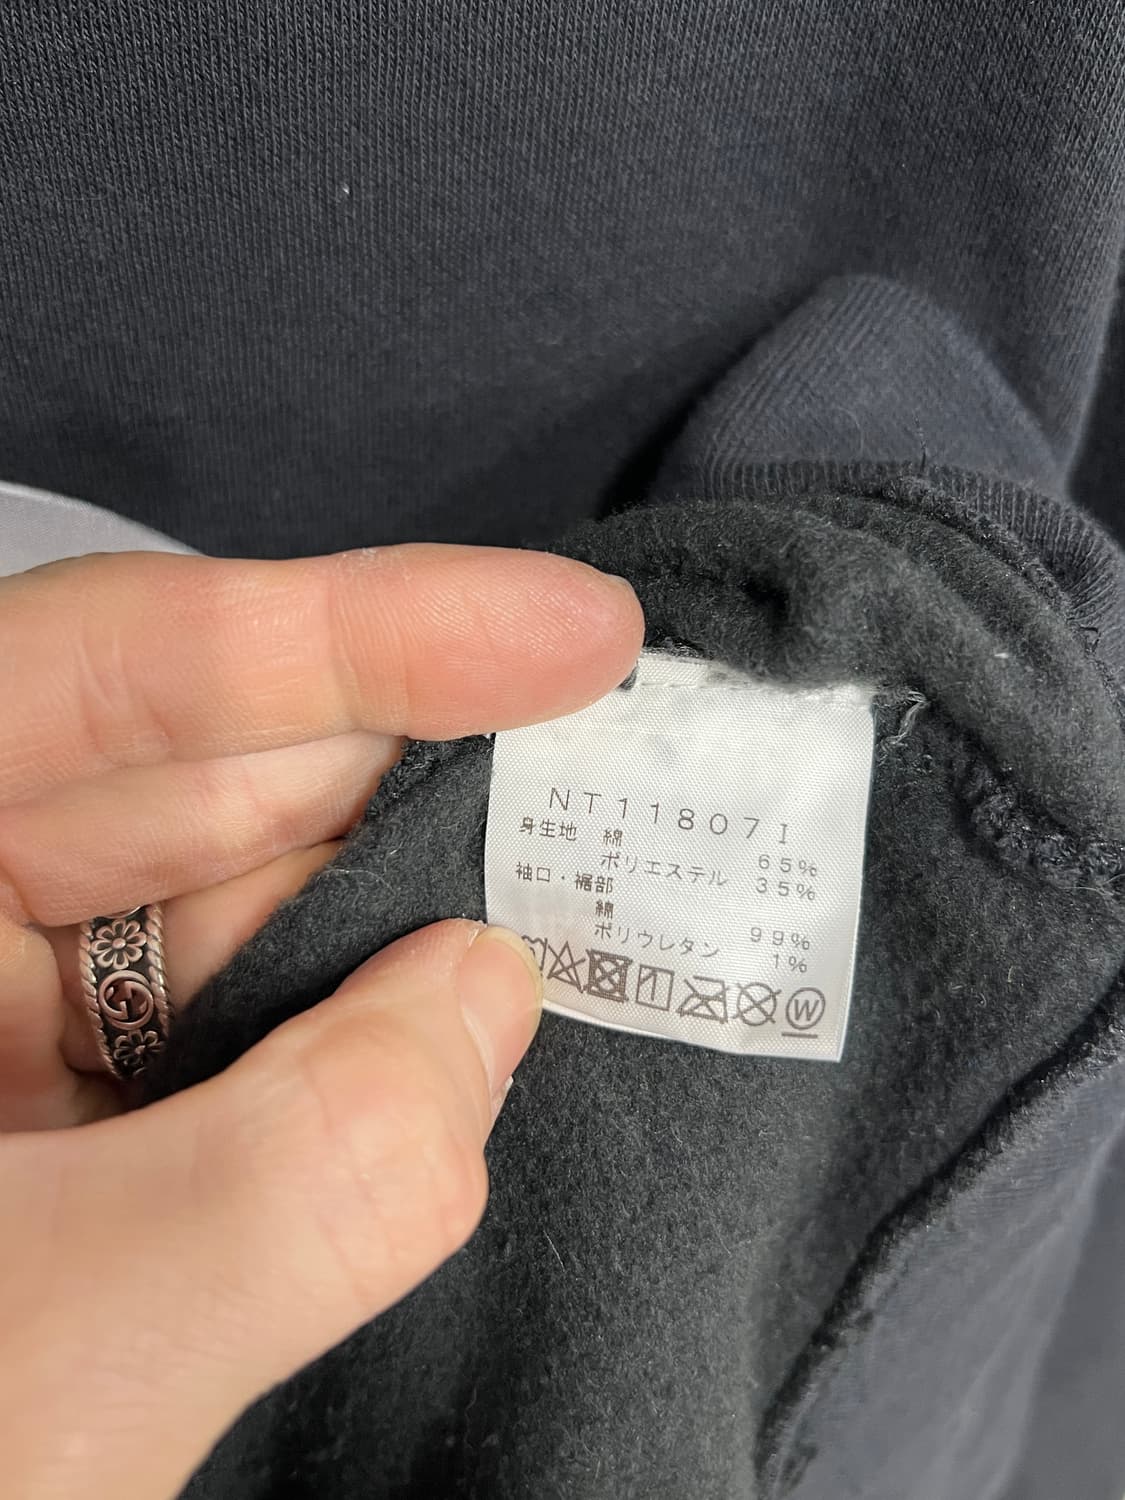 NT11807I
身生地 綿 65%
ポリエステル 35%
袖口・裾部
綿 99%
ポリウレタン 1%
W